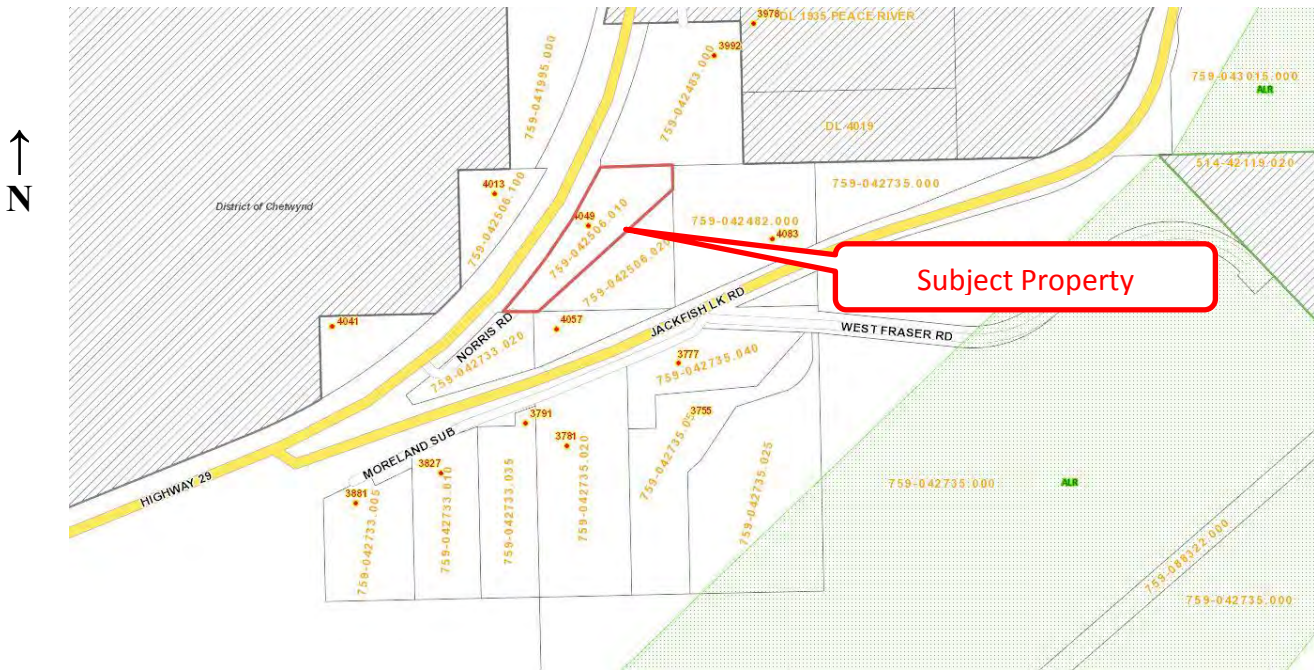 3978
DL 1935 PEACE RIVER
3992
759-041995.000
759-042483.000
759-043015.000
ALR
DL 4019
↑
N
514-42119.020
4013
759-042735.000
District of Chetwynd
759-042506.100
4049
759-042506.010
759-042482.000
4083
759-042506.020
Subject Property
4041
NORRIS RD
4057
JACKFISH LK RD
WEST FRASER RD
759-042733.020
3777
759-042735.040
3791
3755
MORELAND SUB
3781
3827
HIGHWAY 29
3881
759-042733.005
759-042733.010
759-042733.035
759-042735.020
759-042735.025
759-042735.000
ALR
759-088322.000
759-042735.000